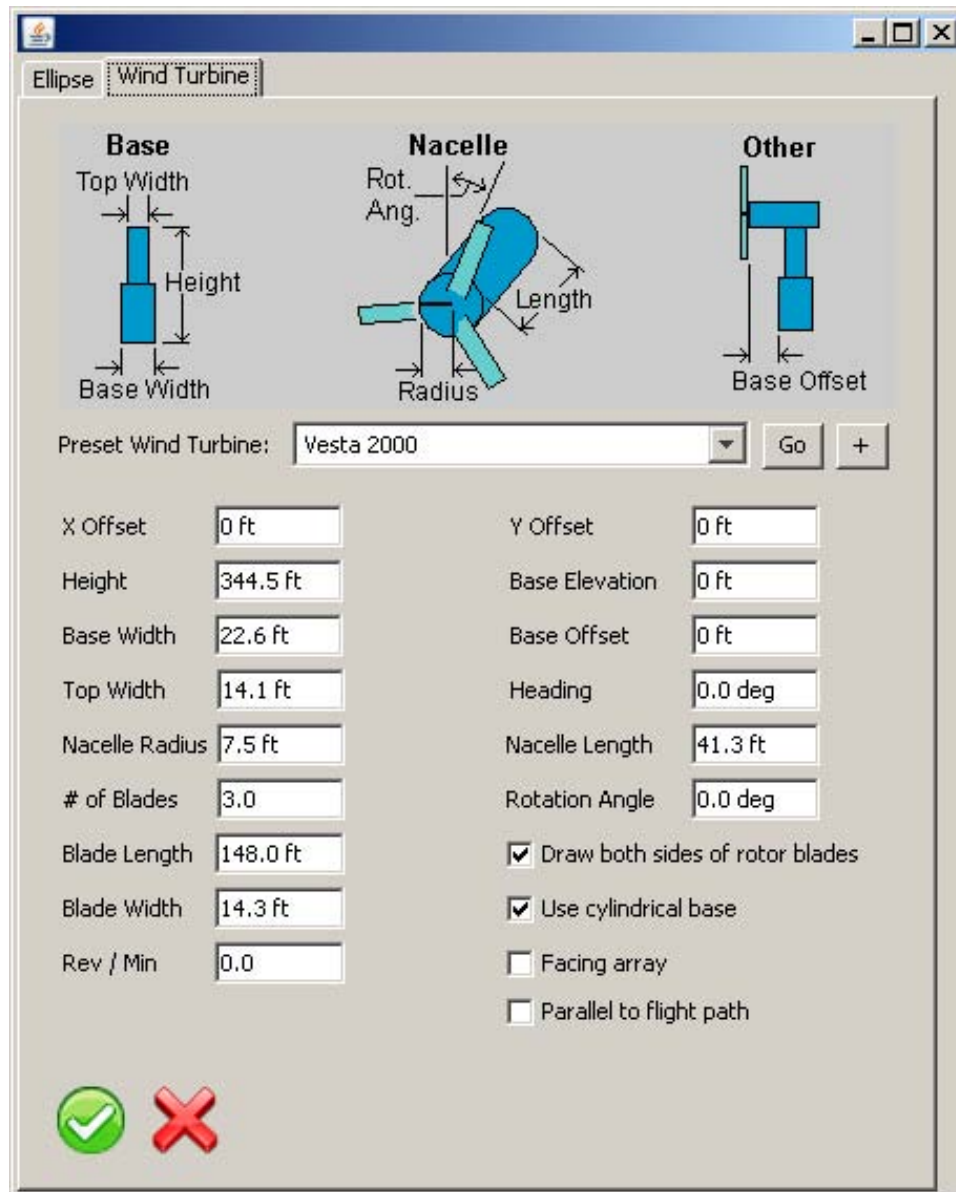 Ellipse Wind Turbine
Base Nacelle Other
Top Width
Height
Base Width
Rot.
Ang.
Length
Radius
Base Offset
Preset Wind Turbine: Vesta 2000 Go +
X Offset 0 ft Y Offset 0 ft
Height 344.5 ft Base Elevation 0 ft
Base Width 22.6 ft Base Offset 0 ft
Top Width 14.1 ft Heading 0.0 deg
Nacelle Radius 7.5 ft Nacelle Length 41.3 ft
# of Blades 3.0 Rotation Angle 0.0 deg
Blade Length 148.0 ft Draw both sides of rotor blades
Blade Width 14.3 ft Use cylindrical base
Rev / Min 0.0 Facing array
Parallel to flight path